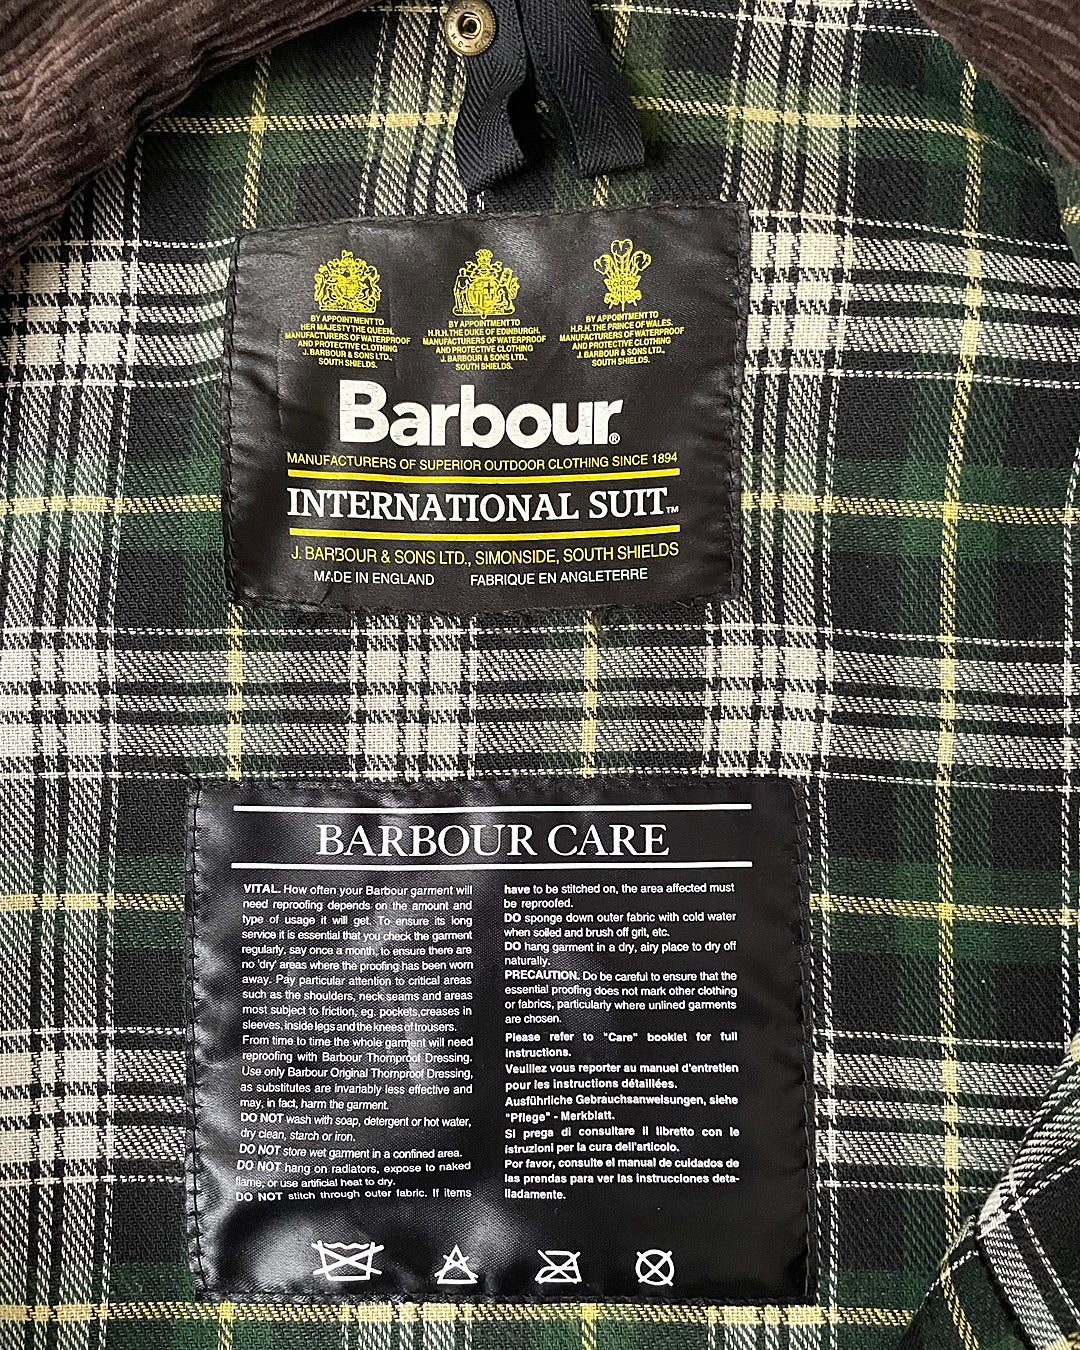 BY APPOINTMENT TO
HER MAJESTY THE QUEEN.
MANUFACTURERS OF WATERPROOF
AND PROTECTIVE CLOTHING
J. BARBOUR & SONS LTD.,
SOUTH SHIELDS.
BY APPOINTMENT TO
H.R.H. THE DUKE OF EDINBURGH.
MANUFACTURERS OF WATERPROOF
AND PROTECTIVE CLOTHING
J. BARBOUR & SONS LTD.,
SOUTH SHIELDS.
BY APPOINTMENT TO
H.R.H. THE PRINCE OF WALES.
MANUFACTURERS OF WATERPROOF
AND PROTECTIVE CLOTHING
J. BARBOUR & SONS LTD.,
SOUTH SHIELDS.
Barbour®
MANUFACTURERS OF SUPERIOR OUTDOOR CLOTHING SINCE 1894
INTERNATIONAL SUIT™
J. BARBOUR & SONS LTD., SIMONSIDE, SOUTH SHIELDS
MADE IN ENGLAND FABRIQUE EN ANGLETERRE
BARBOUR CARE
VITAL. How often your Barbour garment will
need reproofing depends on the amount and
type of usage it will get. To ensure its long
service it is essential that you check the garment
regularly, say once a month, to ensure there are
no 'dry' areas where the proofing has been worn
away. Pay particular attention to critical areas
such as the shoulders, neck seams and areas
most subject to friction, eg. pockets, creases in
sleeves, inside legs and the knees of trousers.
From time to time the whole garment will need
reproofing with Barbour Thornproof Dressing.
Use only Barbour Original Thornproof Dressing,
as substitutes are invariably less effective and
may, in fact, harm the garment.
DO NOT wash with soap, detergent or hot water,
dry clean, starch or iron.
DO NOT store wet garment in a confined area.
DO NOT hang on radiators, expose to naked
flame, or use artificial heat to dry.
DO NOT stitch through outer fabric. If items
have to be stitched on, the area affected must
be reproofed.
DO sponge down outer fabric with cold water
when soiled and brush off grit, etc.
DO hang garment in a dry, airy place to dry off
naturally.
PRECAUTION. Do be careful to ensure that the
essential proofing does not mark other clothing
or fabrics, particularly where unlined garments
are chosen.
Please refer to "Care" booklet for full
instructions.
Veuillez vous reporter au manuel d'entretien
pour les instructions détaillées.
Ausführliche Gebrauchsanweisungen, siehe
"Pflege" - Merkblatt.
Si prega di consultare il libretto con le
istruzioni per la cura dell'articolo.
Por favor, consulte el manual de cuidados de
las prendas para ver las instrucciones deta-
lladamente.